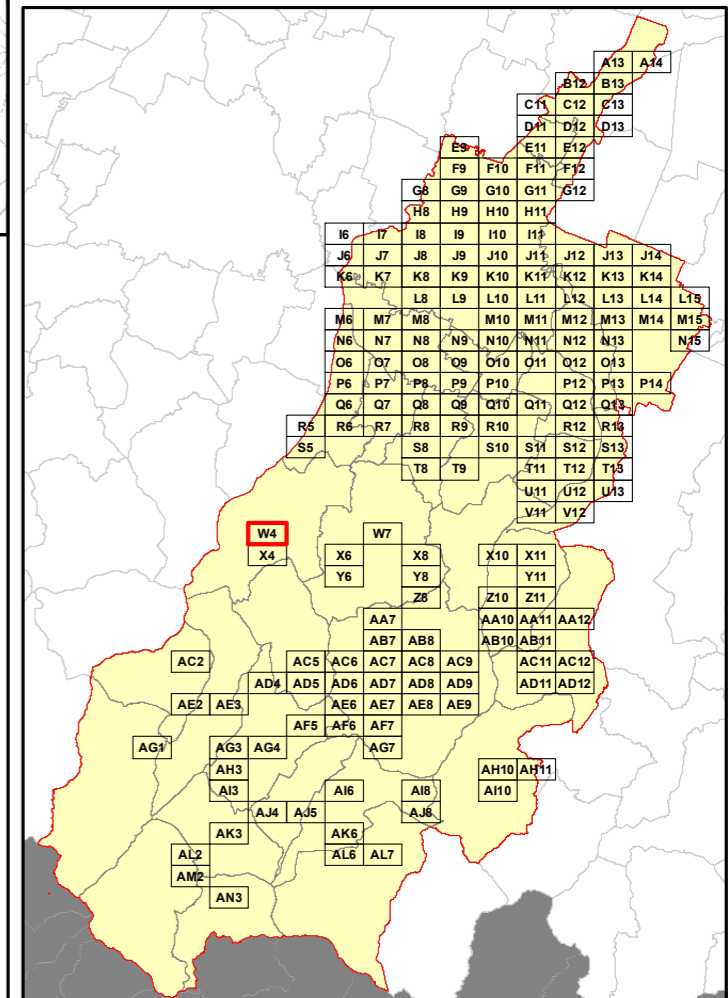 A13 A14
B12 B13
C11 C12 C13
D11 D12 D13
E9 E11 E12
F9 F10 F11 F12
G8 G9 G10 G11 G12
H8 H9 H10 H11
I6 I7 I8 I9 I10 I11
J6 J7 J8 J9 J10 J11 J12 J13 J14
K6 K7 K8 K9 K10 K11 K12 K13 K14
L8 L9 L10 L11 L12 L13 L14 L15
M6 M7 M8 M10 M11 M12 M13 M14 M15
N6 N7 N8 N9 N10 N11 N12 N13 N15
O6 O7 O8 O9 O10 O11 O12 O13
P6 P7 P8 P9 P10 P12 P13 P14
Q6 Q7 Q8 Q9 Q10 Q11 Q12 Q13
R5 R6 R7 R8 R9 R10 R12 R13
S5 S8 S10 S11 S12 S13
T8 T9 T11 T12 T13
U11 U12 U13
V11 V12
W4 W7
X4 X6 X8 X10 X11
Y6 Y8 Y11
Z8 Z10 Z11
AA7 AA10 AA11 AA12
AB7 AB8 AB10 AB11
AC2 AC5 AC6 AC7 AC8 AC9 AC11 AC12
AD4 AD5 AD6 AD7 AD8 AD9 AD11 AD12
AE2 AE3 AE6 AE7 AE8 AE9
AF5 AF6 AF7
AG1 AG3 AG4 AG7
AH3 AH10 AH11
AI3 AI6 AI8 AI10
AJ4 AJ5 AJ8
AK3 AK6
AL2 AL6 AL7
AM2
AN3